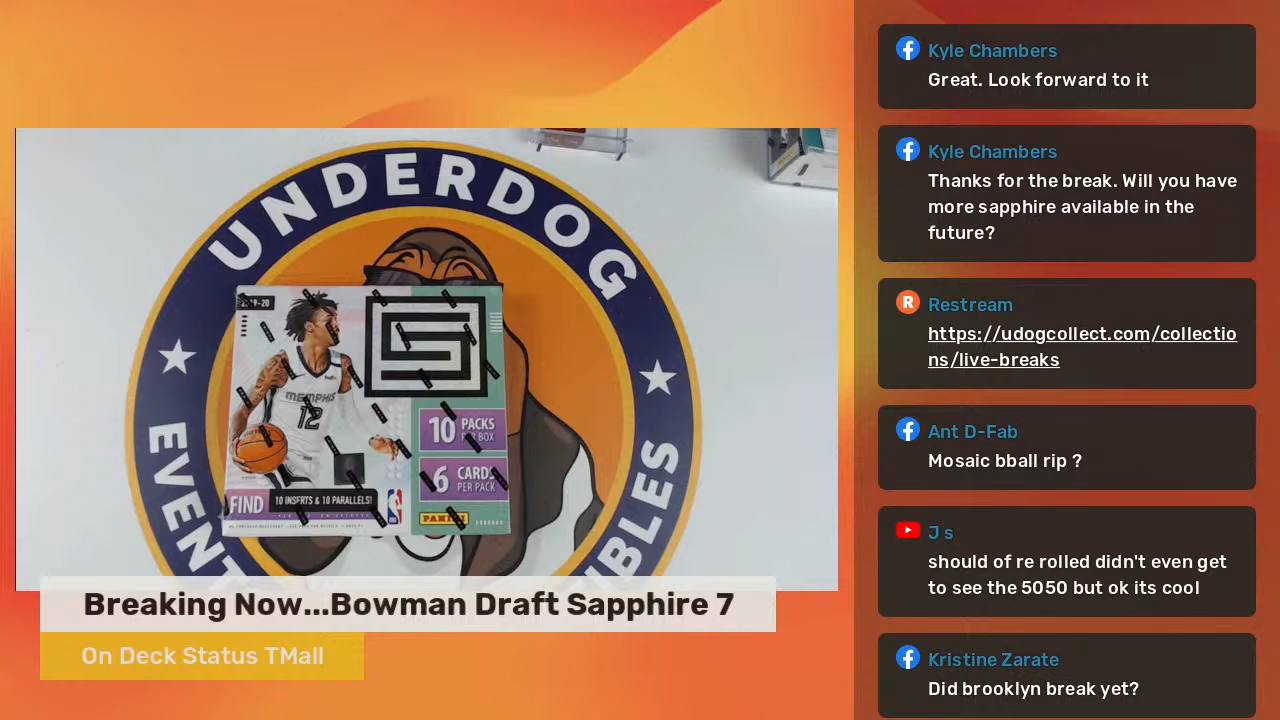 UNDERDOG
EVENT
IBLES
2019-20
MEMPHIS
12
10 PACKS
PER BOX
6 CARDS
PER PACK
FIND 10 INSERTS & 10 PARALLELS!
PANINI
Breaking Now...Bowman Draft Sapphire 7
On Deck Status TMall
Kyle Chambers
Great. Look forward to it
Kyle Chambers
Thanks for the break. Will you have
more sapphire available in the
future?
Restream
https://udogcollect.com/collectio
ns/live-breaks
Ant D-Fab
Mosaic bball rip ?
J s
should of re rolled didn't even get
to see the 5050 but ok its cool
Kristine Zarate
Did brooklyn break yet?